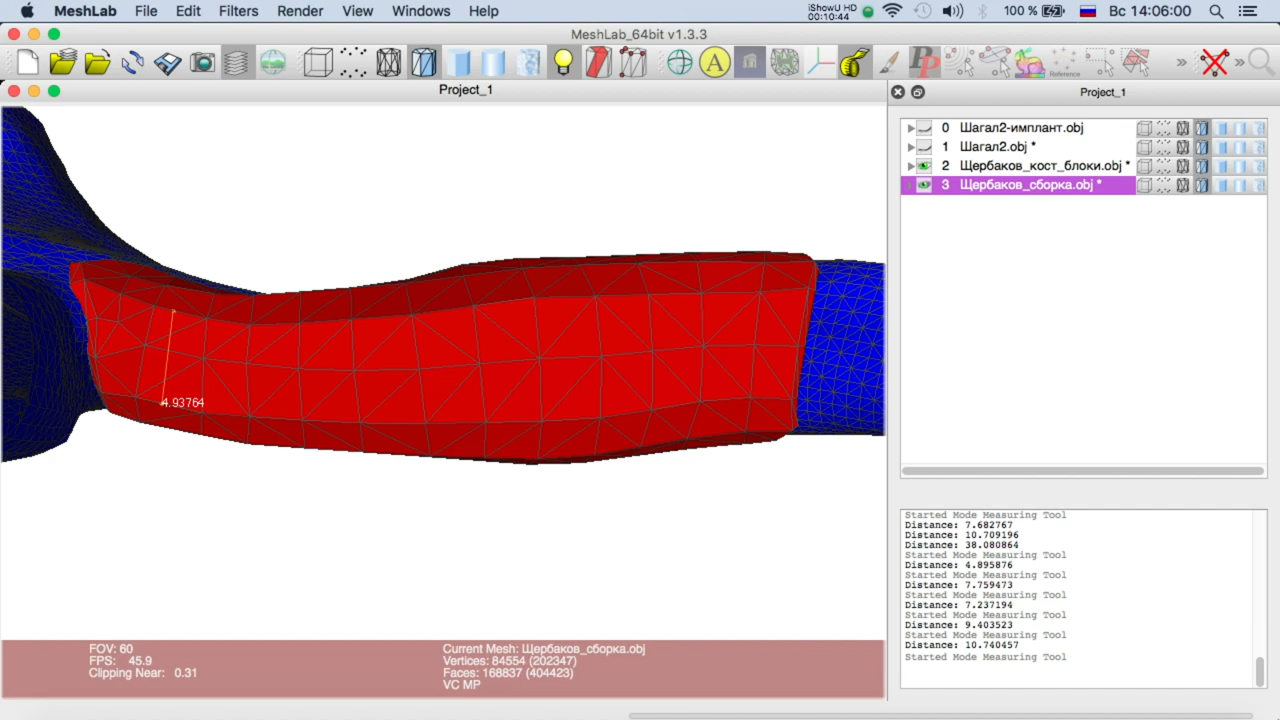 MeshLab File Edit Filters Render View Windows Help iShowU HD 00:10:44 100 % Вс 14:06:00
MeshLab_64bit v1.3.3
A PP Reference » »
Project_1
Project_1
0 Шагал2-имплант.obj
1 Шагал2.obj *
2 Щербаков_кост_блоки.obj *
3 Щербаков_сборка.obj *
4.93764
Started Mode Measuring Tool
Distance: 7.682767
Distance: 10.709196
Distance: 38.080864
Started Mode Measuring Tool
Distance: 4.895876
Started Mode Measuring Tool
Distance: 7.759473
Started Mode Measuring Tool
Distance: 7.237194
Started Mode Measuring Tool
Distance: 9.403523
Started Mode Measuring Tool
Distance: 10.740457
Started Mode Measuring Tool
FOV: 60
FPS: 45.9
Clipping Near: 0.31
Current Mesh: Щербаков_сборка.obj
Vertices: 84554 (202347)
Faces: 168837 (404423)
VC MP